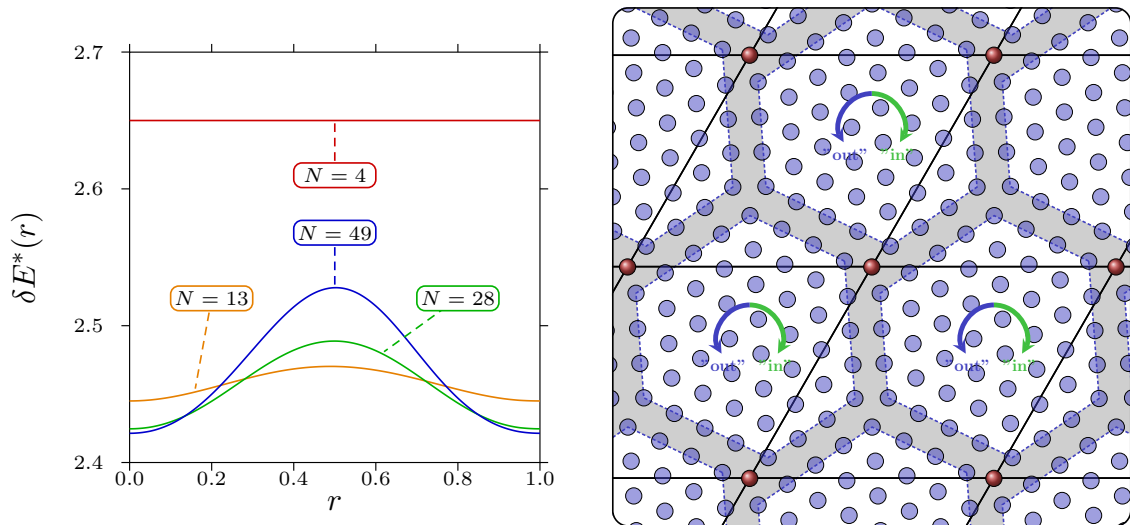 2.7
2.6
2.5
2.4
δE*(r)
N = 4
N = 49
N = 13
N = 28
0.0 0.2 0.4 0.6 0.8 1.0
r
"out" "in"
"out" "in"
"out" "in"